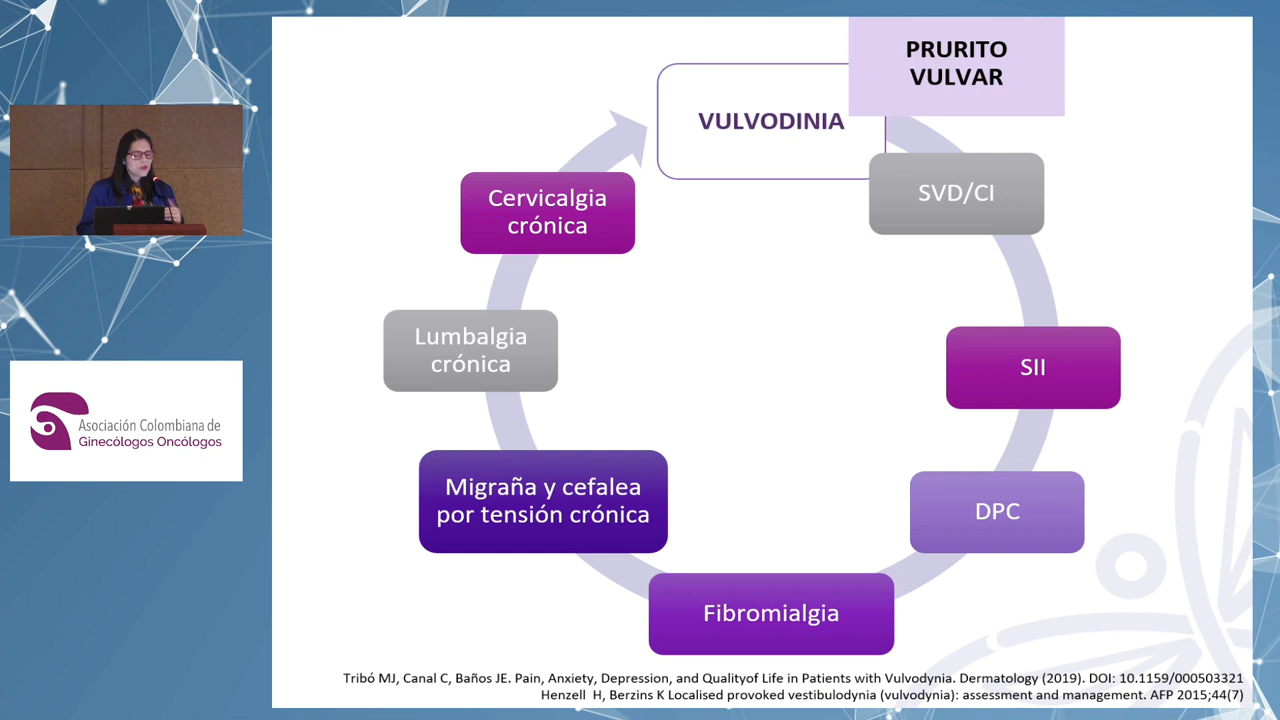 PRURITO
VULVAR
VULVODINIA
SVD/CI
SII
DPC
Fibromialgia
Migraña y cefalea
por tensión crónica
Lumbalgia
crónica
Cervicalgia
crónica
Asociación Colombiana de
Ginecólogos Oncólogos
Tribó MJ, Canal C, Baños JE. Pain, Anxiety, Depression, and Qualityof Life in Patients with Vulvodynia. Dermatology (2019). DOI: 10.1159/000503321
Henzell H, Berzins K Localised provoked vestibulodynia (vulvodynia): assessment and management. AFP 2015;44(7)